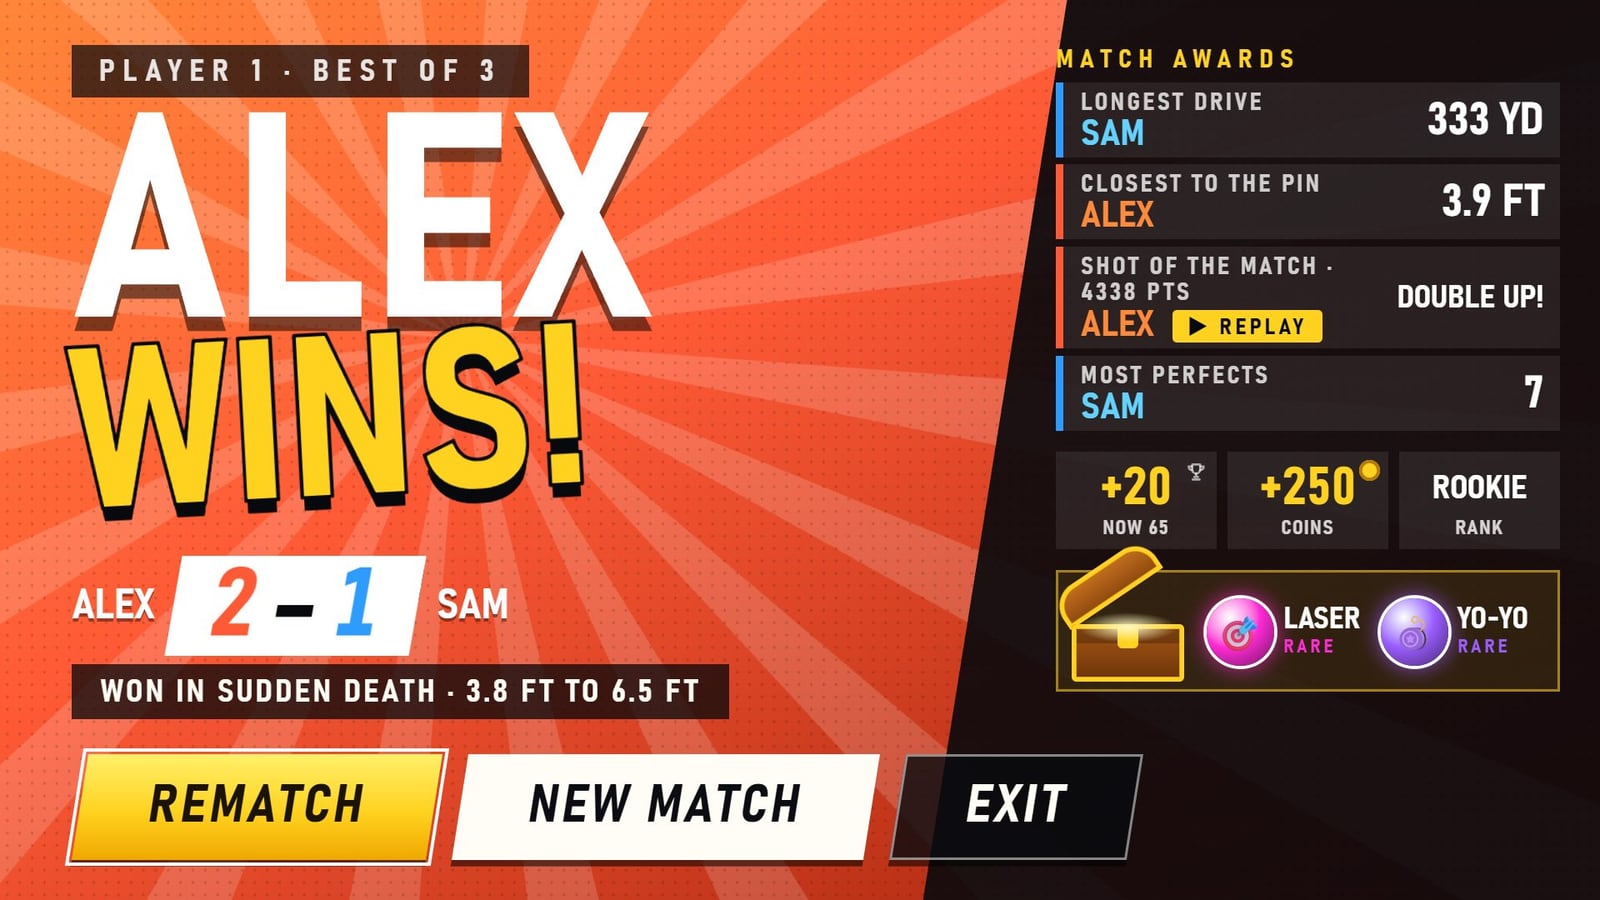 PLAYER 1 · BEST OF 3
ALEX
WINS!
ALEX 2 – 1 SAM
WON IN SUDDEN DEATH · 3.8 FT TO 6.5 FT
REMATCH
NEW MATCH
EXIT
MATCH AWARDS
LONGEST DRIVE
SAM
333 YD
CLOSEST TO THE PIN
ALEX
3.9 FT
SHOT OF THE MATCH ·
4338 PTS
ALEX
REPLAY
DOUBLE UP!
MOST PERFECTS
SAM
7
+20
NOW 65
+250
COINS
ROOKIE
RANK
LASER
RARE
YO-YO
RARE